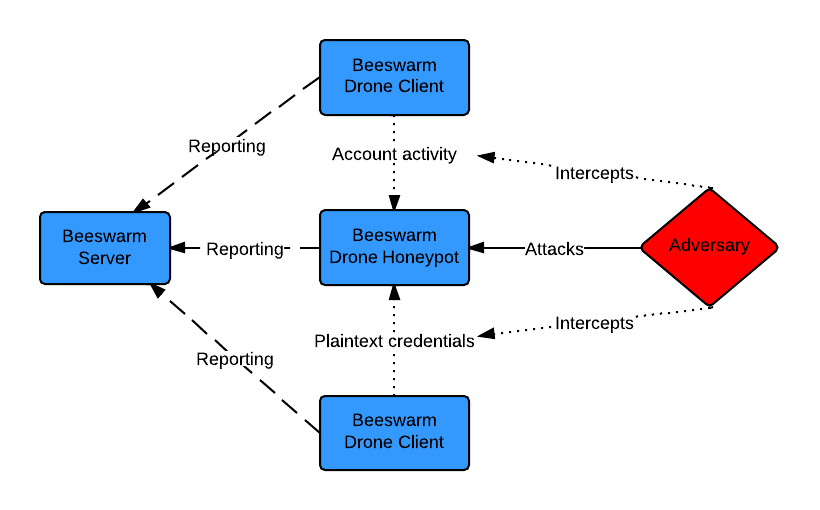 Beeswarm
Drone Client
Reporting
Account activity
Intercepts
Beeswarm
Server
Reporting
Beeswarm
Drone Honeypot
Attacks
Adversary
Intercepts
Plaintext credentials
Reporting
Beeswarm
Drone Client